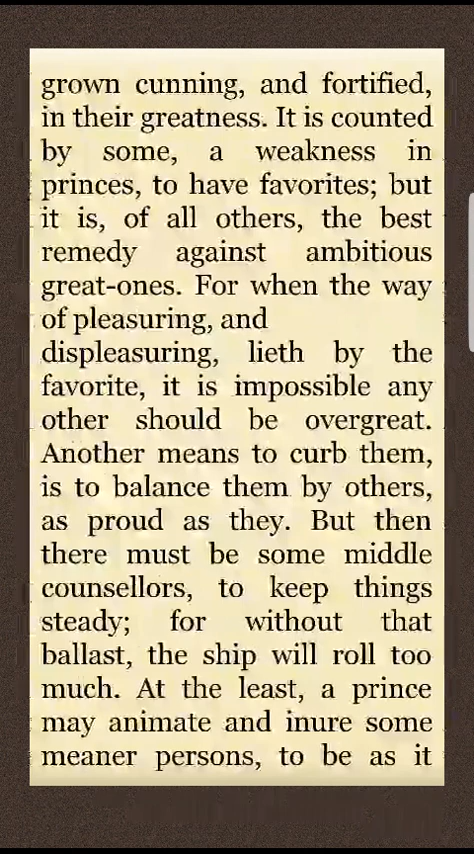 grown cunning, and fortified,
in their greatness. It is counted
by some, a weakness in
princes, to have favorites; but
it is, of all others, the best
remedy against ambitious
great-ones. For when the way
of pleasuring, and
displeasuring, lieth by the
favorite, it is impossible any
other should be overgreat.
Another means to curb them,
is to balance them by others,
as proud as they. But then
there must be some middle
counsellors, to keep things
steady; for without that
ballast, the ship will roll too
much. At the least, a prince
may animate and inure some
meaner persons, to be as it